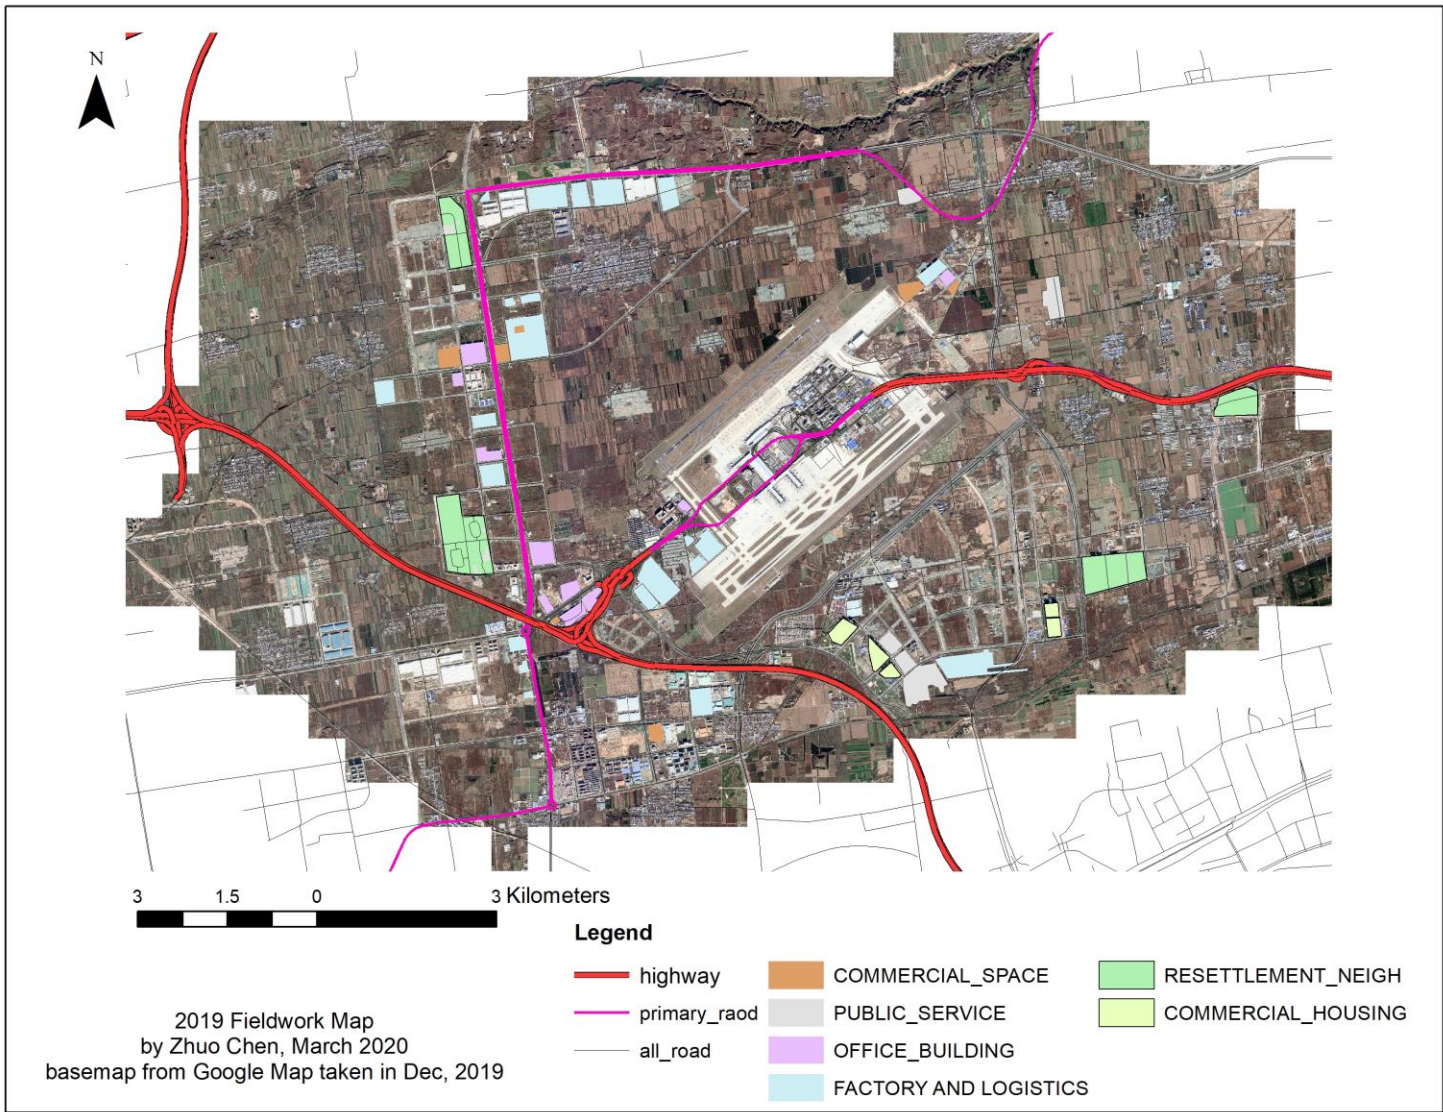 N
3 1.5 0 3 Kilometers
Legend
highway
primary_raod
all_road
COMMERCIAL_SPACE
PUBLIC_SERVICE
OFFICE_BUILDING
FACTORY AND LOGISTICS
RESETTLEMENT_NEIGH
COMMERCIAL_HOUSING
2019 Fieldwork Map
by Zhuo Chen, March 2020
basemap from Google Map taken in Dec, 2019